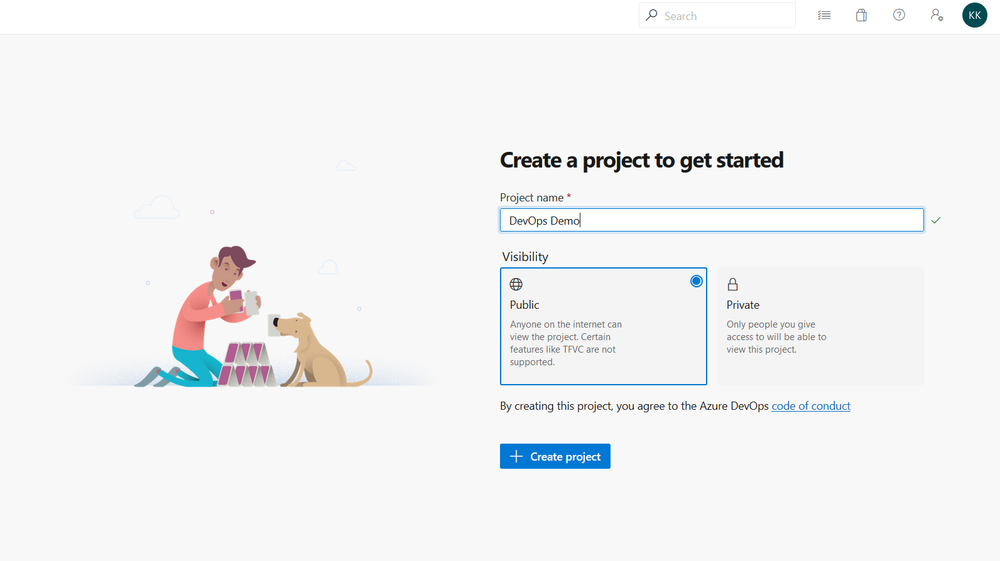 Search
KK
Create a project to get started
Project name *
DevOps Demo
Visibility
Public
Anyone on the internet can
view the project. Certain
features like TFVC are not
supported.
Private
Only people you give
access to will be able to
view this project.
By creating this project, you agree to the Azure DevOps code of conduct
Create project